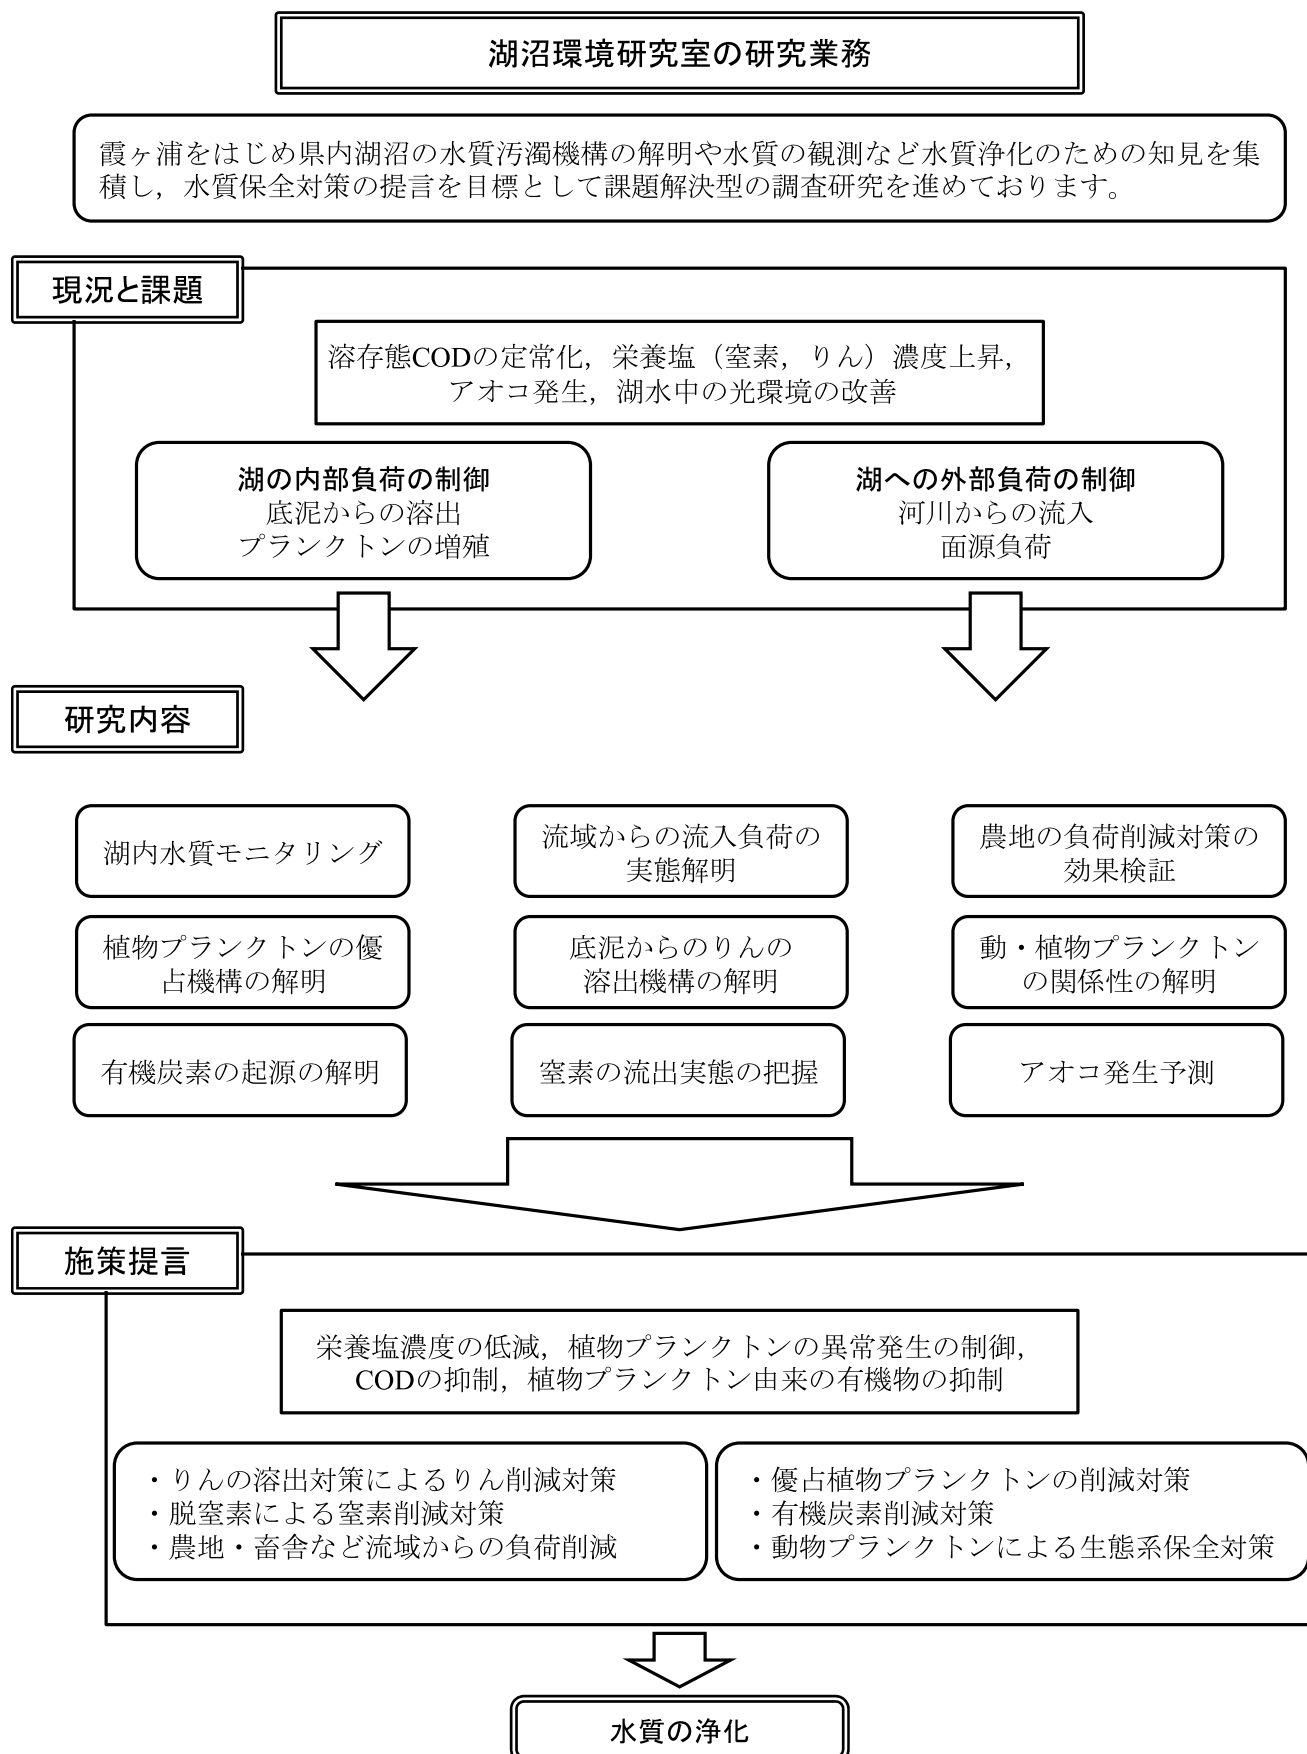 湖沼環境研究室の研究業務
霞ヶ浦をはじめ県内湖沼の水質汚濁機構の解明や水質の観測など水質浄化のための知見を集
積し，水質保全対策の提言を目標として課題解決型の調査研究を進めております。
現況と課題
溶存態CODの定常化，栄養塩（窒素，りん）濃度上昇，
アオコ発生，湖水中の光環境の改善
湖の内部負荷の制御
底泥からの溶出
プランクトンの増殖
湖への外部負荷の制御
河川からの流入
面源負荷
研究内容
湖内水質モニタリング
流域からの流入負荷の
実態解明
農地の負荷削減対策の
効果検証
植物プランクトンの優
占機構の解明
底泥からのりんの
溶出機構の解明
動・植物プランクトン
の関係性の解明
有機炭素の起源の解明
窒素の流出実態の把握
アオコ発生予測
施策提言
栄養塩濃度の低減，植物プランクトンの異常発生の制御，
CODの抑制，植物プランクトン由来の有機物の抑制
・りんの溶出対策によるりん削減対策
・脱窒素による窒素削減対策
・農地・畜舎など流域からの負荷削減
・優占植物プランクトンの削減対策
・有機炭素削減対策
・動物プランクトンによる生態系保全対策
水質の浄化